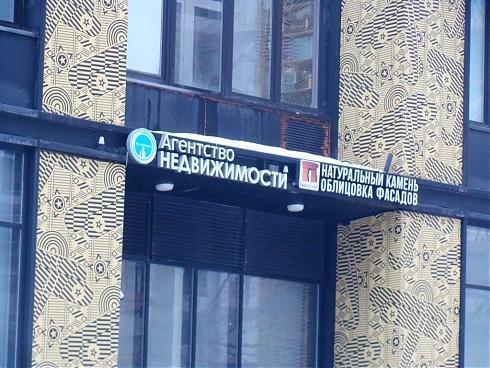 Агентство
НЕДВИЖИМОСТИ
НАТУРАЛЬНЫЙ КАМЕНЬ
ОБЛИЦОВКА ФАСАДОВ